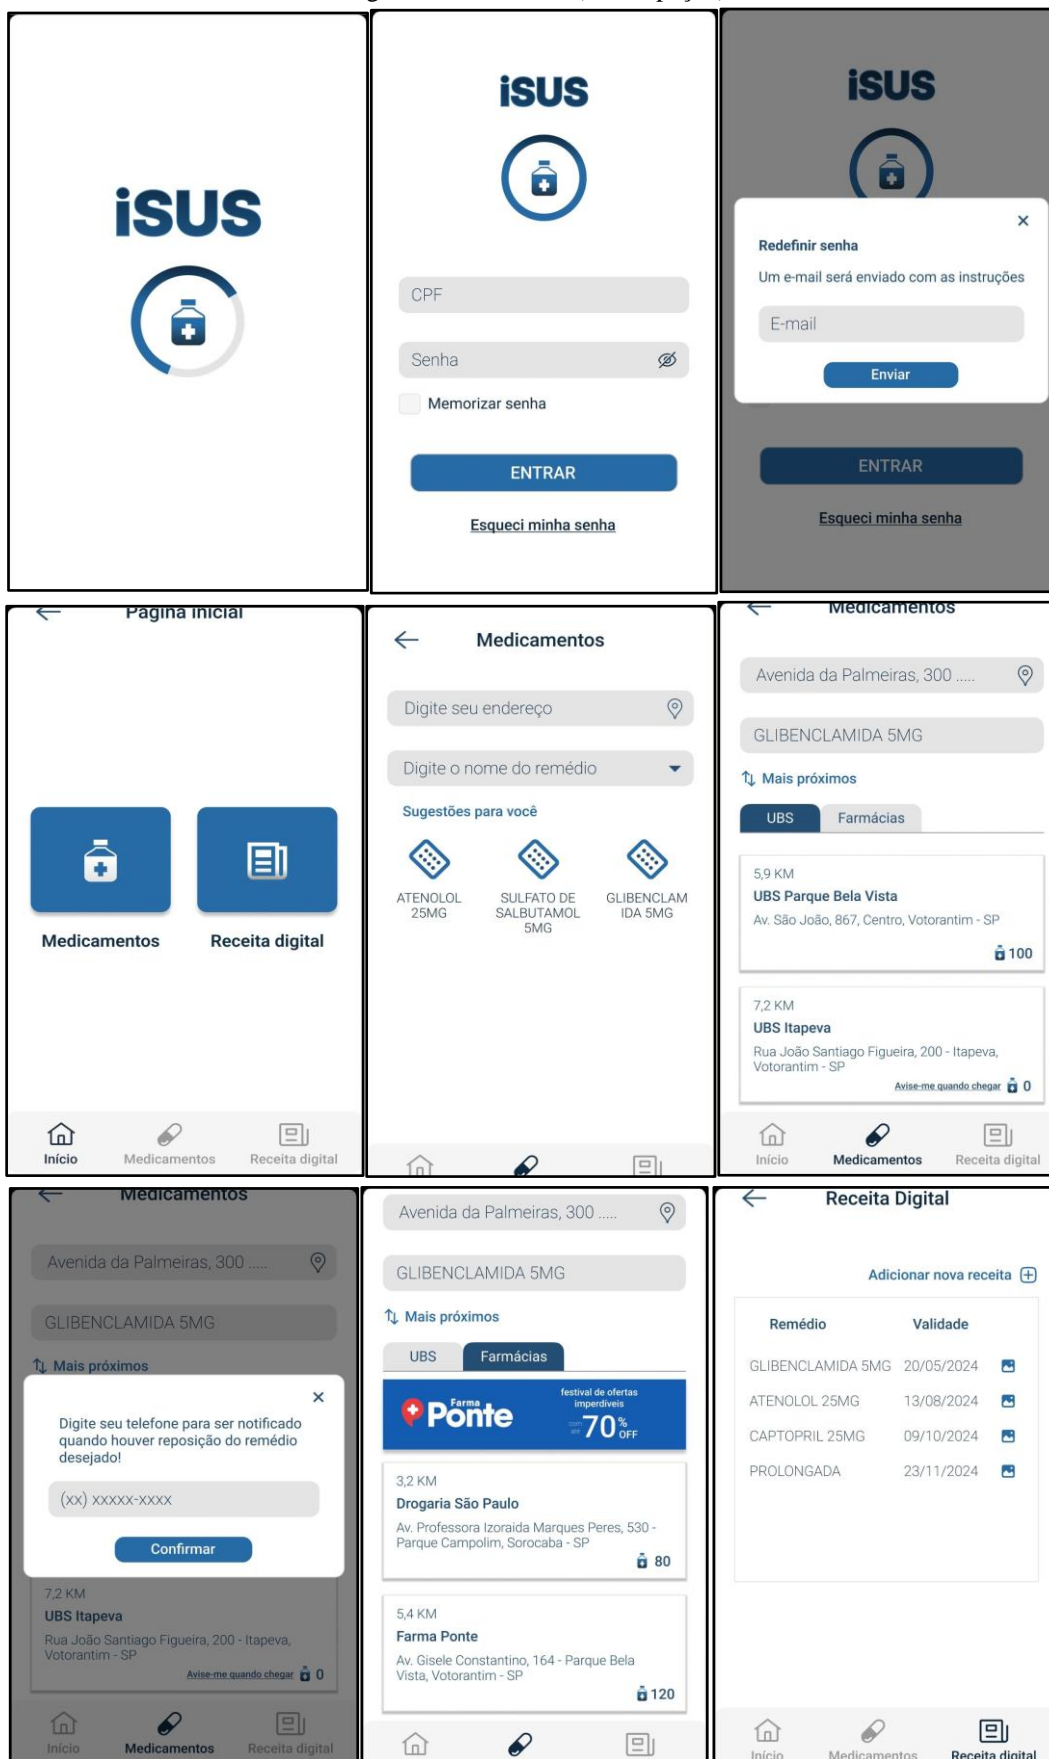 iSUS
iSUS
CPF
Senha
Memorizar senha
ENTRAR
Esqueci minha senha
iSUS
Redefinir senha
Um e-mail será enviado com as instruções
E-mail
Enviar
ENTRAR
Esqueci minha senha
Página inicial
Medicamentos
Receita digital
Início
Medicamentos
Receita digital
Medicamentos
Digite seu endereço
Digite o nome do remédio
Sugestões para você
ATENOLOL
25MG
SULFATO DE
SALBUTAMOL
5MG
GLIBENCLAM
IDA 5MG
Medicamentos
Avenida da Palmeiras, 300 .....
GLIBENCLAMIDA 5MG
Mais próximos
UBS
Farmácias
5,9 KM
UBS Parque Bela Vista
Av. São João, 867, Centro, Votorantim - SP
100
7,2 KM
UBS Itapeva
Rua João Santiago Figueira, 200 - Itapeva,
Votorantim - SP
Avise-me quando chegar 0
Início
Medicamentos
Receita digital
Medicamentos
Avenida da Palmeiras, 300 .....
GLIBENCLAMIDA 5MG
Mais próximos
Digite seu telefone para ser notificado
quando houver reposição do remédio
desejado!
(xx) xxxxx-xxxx
Confirmar
7,2 KM
UBS Itapeva
Rua João Santiago Figueira, 200 - Itapeva,
Votorantim - SP
Avise-me quando chegar 0
Início
Medicamentos
Receita digital
Avenida da Palmeiras, 300 .....
GLIBENCLAMIDA 5MG
Mais próximos
UBS
Farmácias
Farma
Ponte
festival de ofertas
imperdíveis
70% OFF
3,2 KM
Drogaria São Paulo
Av. Professora Izoraida Marques Peres, 530 -
Parque Campolim, Sorocaba - SP
80
5,4 KM
Farma Ponte
Av. Gisele Constantino, 164 - Parque Bela
Vista, Votorantim - SP
120
Receita Digital
Adicionar nova receita
Remédio Validade
GLIBENCLAMIDA 5MG 20/05/2024
ATENOLOL 25MG 13/08/2024
CAPTOPRIL 25MG 09/10/2024
PROLONGADA 23/11/2024
Início
Medicamentos
Receita digital